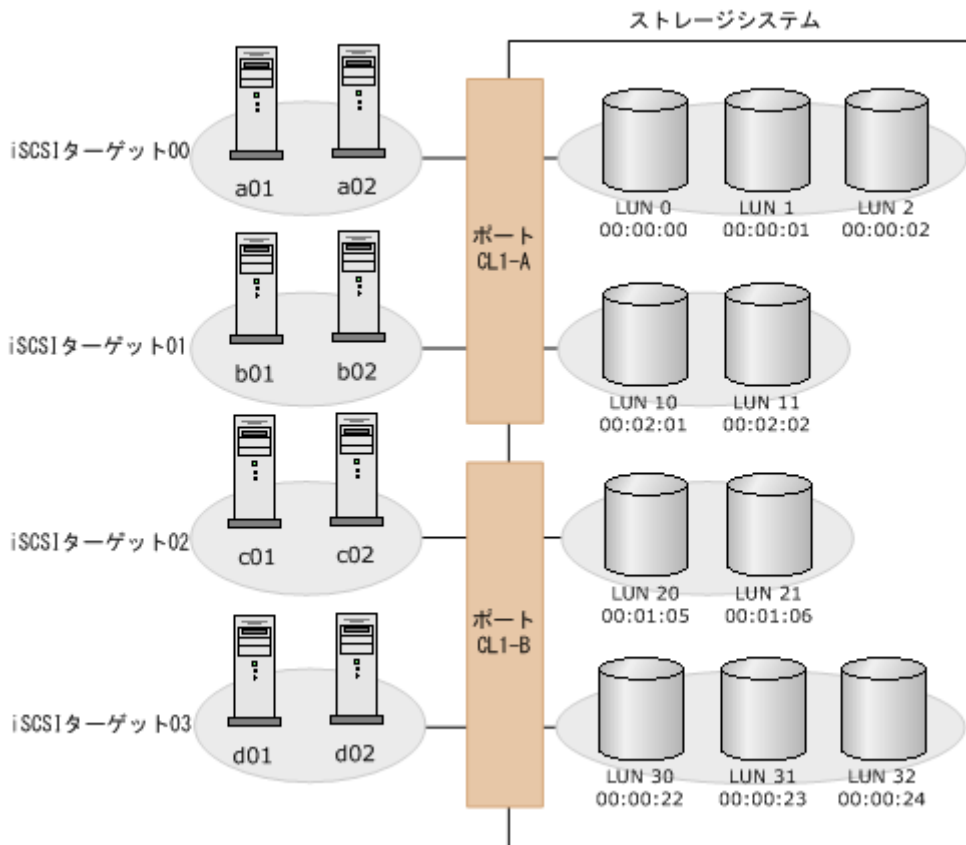 ストレージシステム
iSCSIターゲット00
a01
a02
ポート
CL1-A
LUN 0
00:00:00
LUN 1
00:00:01
LUN 2
00:00:02
iSCSIターゲット01
b01
b02
LUN 10
00:02:01
LUN 11
00:02:02
iSCSIターゲット02
c01
c02
ポート
CL1-B
LUN 20
00:01:05
LUN 21
00:01:06
iSCSIターゲット03
d01
d02
LUN 30
00:00:22
LUN 31
00:00:23
LUN 32
00:00:24